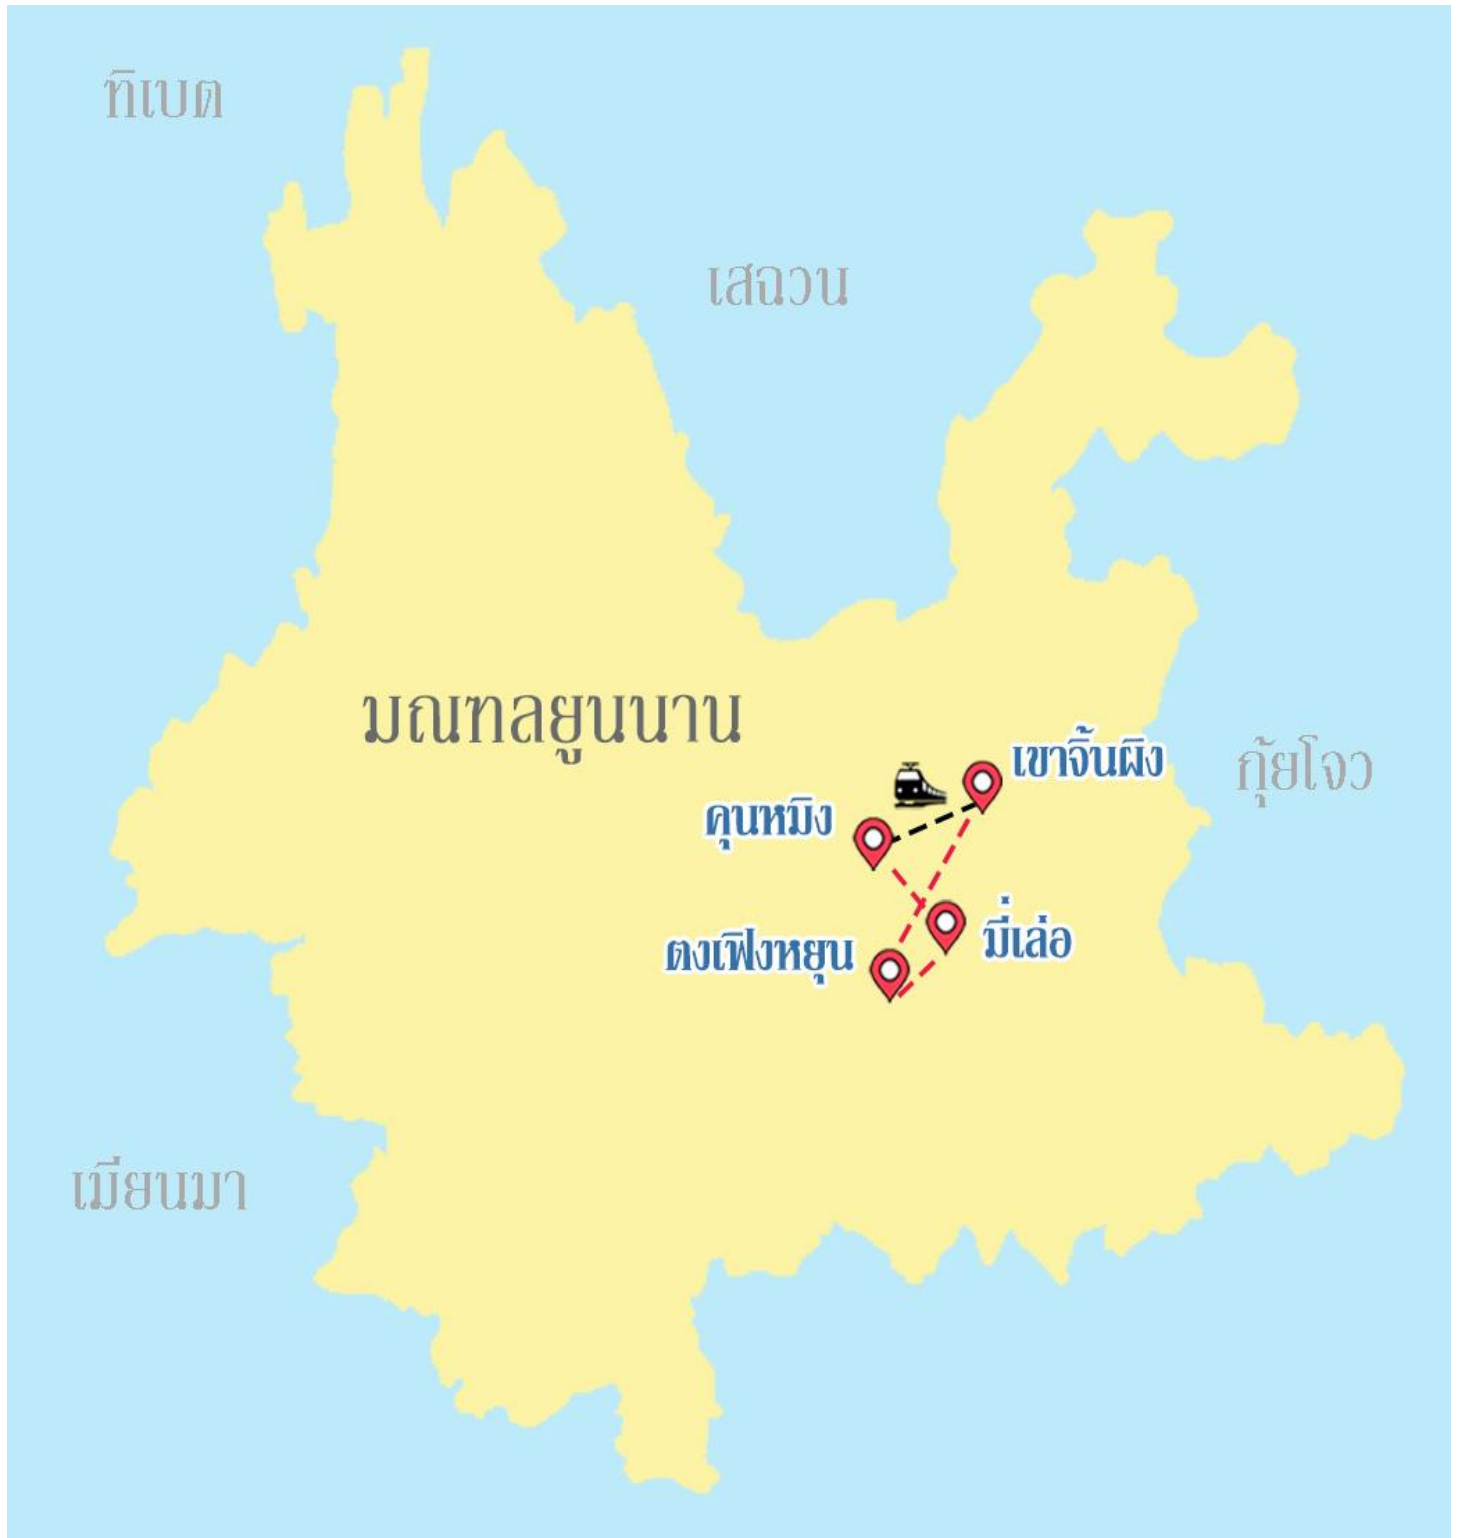 ทิเบต
เสฉวน
มณฑลยูนนาน
เขาจิ้นผิง
กุ้ยโจว
คุนหมิง
มี่เล่อ
ตงเฟิงหยุน
เมียนมา